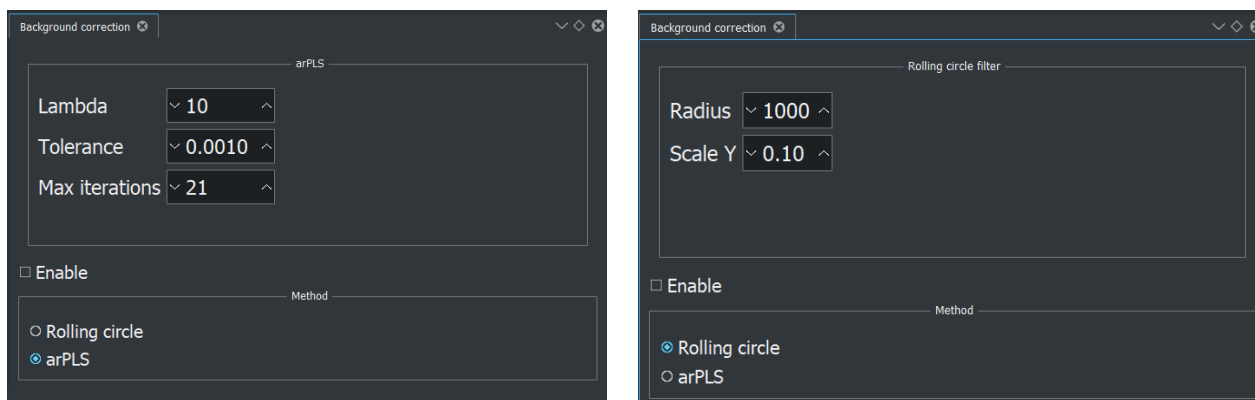 Background correction
arPLS
Lambda 10
Tolerance 0.0010
Max iterations 21
Enable
Method
Rolling circle
arPLS
Background correction
Rolling circle filter
Radius 1000
Scale Y 0.10
Enable
Method
Rolling circle
arPLS